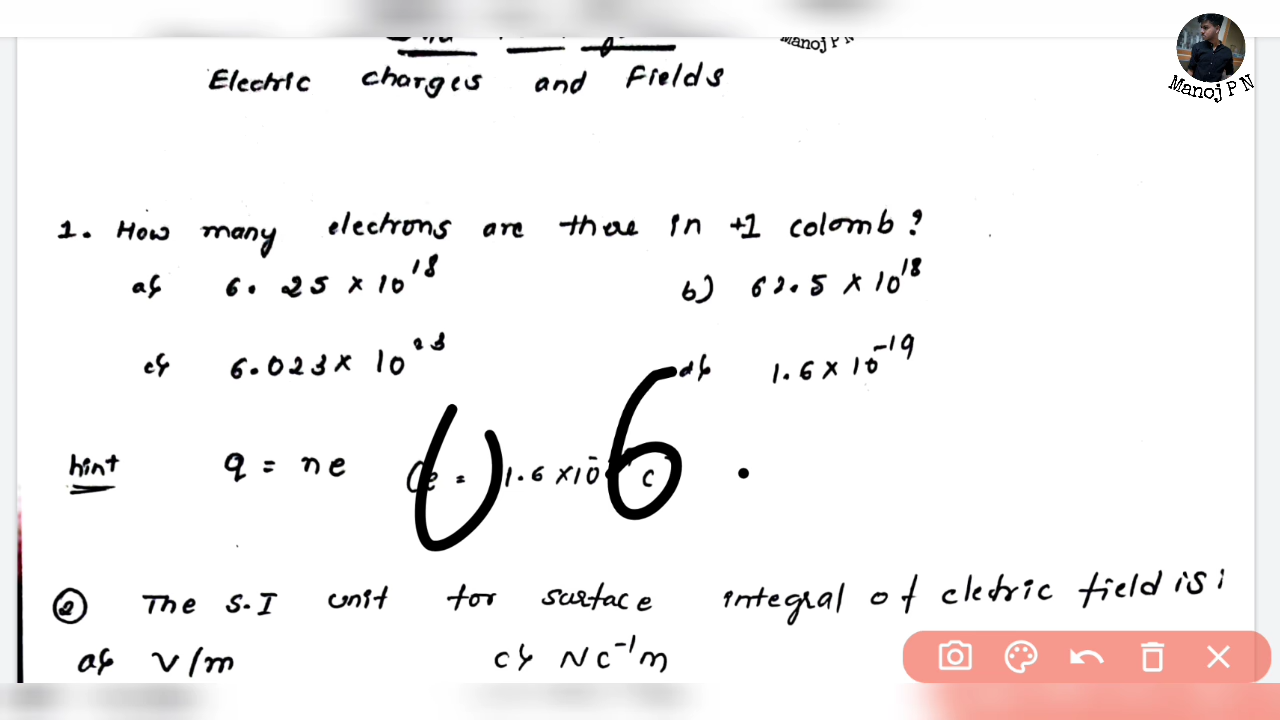 Manoj P N
Manoj P N
Electric charges and Fields
1. How many electrons are there in +1 colomb?
a) 6.25 × 10^18 b) 62.5 × 10^18
c) 6.023 × 10^23 d) 1.6 × 10^-19
hint q = ne e = 1.6 × 10 c
6 .
② The S.I unit for surface integral of eletric field is:
a) V/m c) NC^-1 m